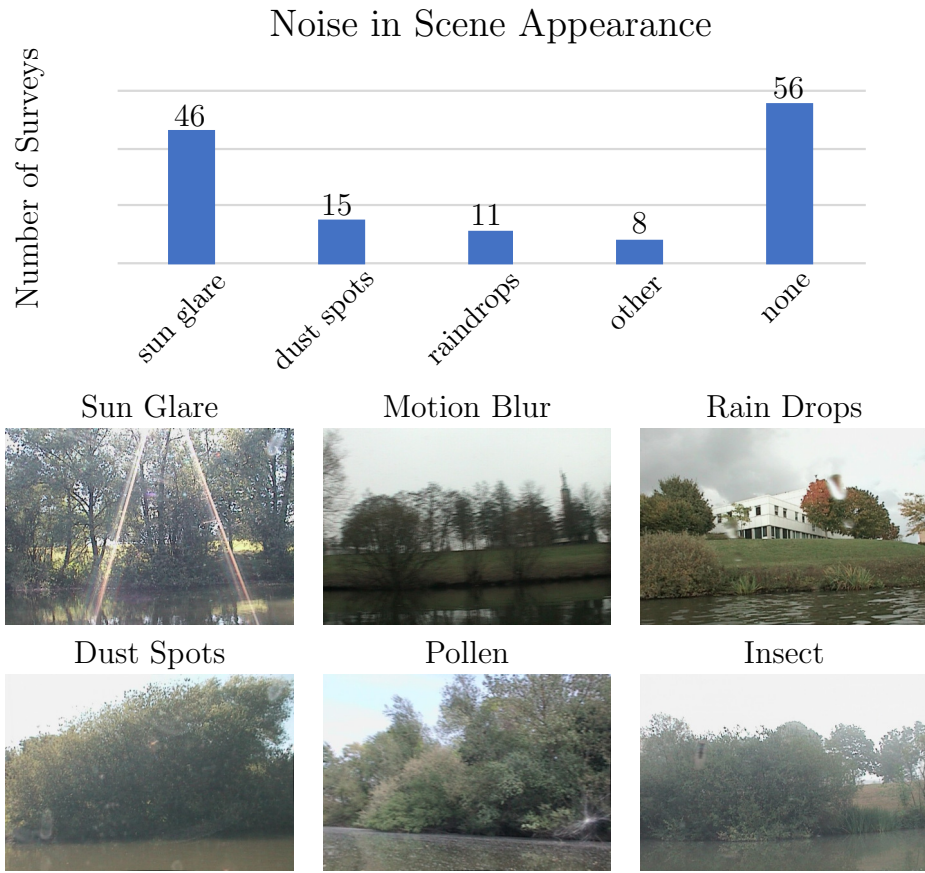 Noise in Scene Appearance
Number of Surveys
46
15
11
8
56
sun glare
dust spots
raindrops
other
none
Sun Glare
Motion Blur
Rain Drops
Dust Spots
Pollen
Insect